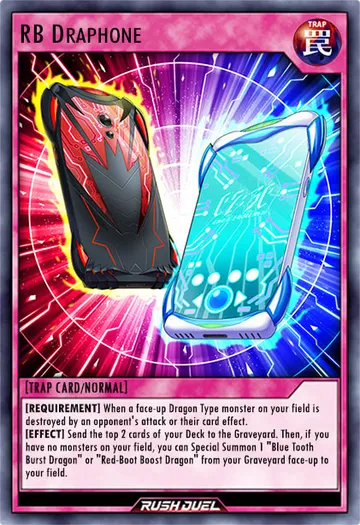 RB Draphone
TRAP
罠
[TRAP CARD/NORMAL]
[REQUIREMENT] When a face-up Dragon Type monster on your field is
destroyed by an opponent's attack or their card effect.
[EFFECT] Send the top 2 cards of your Deck to the Graveyard. Then, if you
have no monsters on your field, you can Special Summon 1 "Blue Tooth
Burst Dragon" or "Red-Boot Boost Dragon" from your Graveyard face-up to
your field.
RUSH DUEL